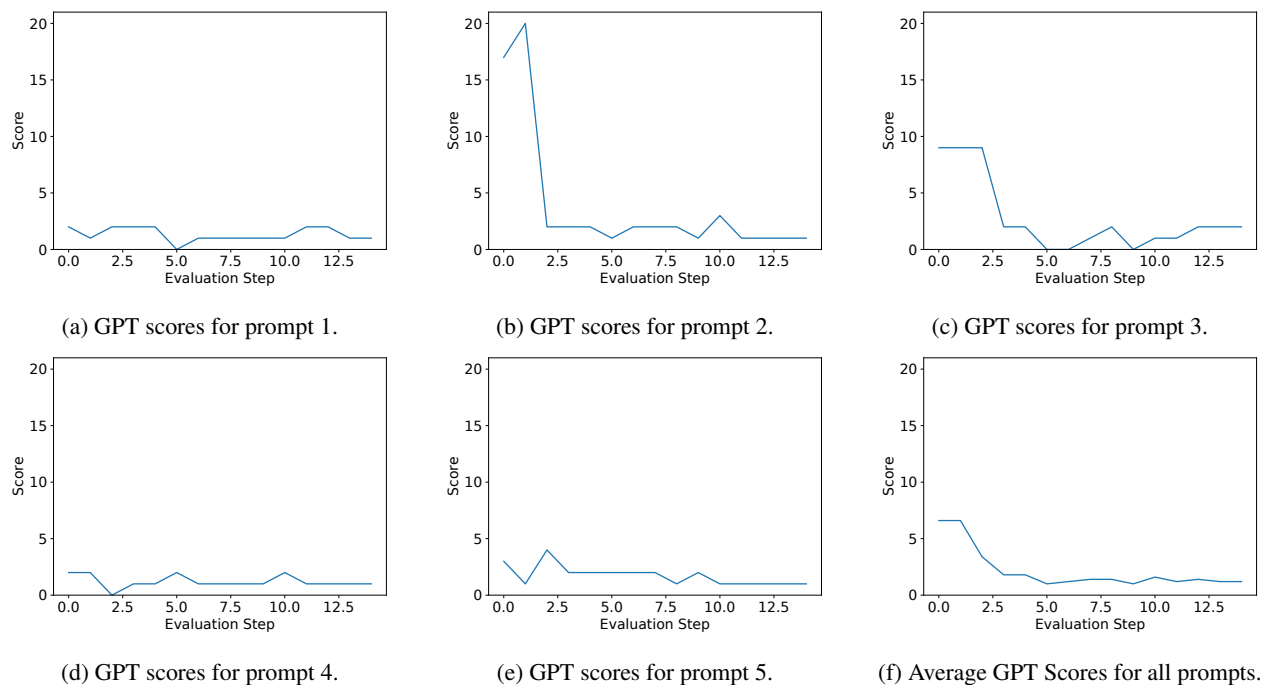 20
15
10
5
0
Score
0.0 2.5 5.0 7.5 10.0 12.5
Evaluation Step
(a) GPT scores for prompt 1.
20
15
10
5
0
Score
0.0 2.5 5.0 7.5 10.0 12.5
Evaluation Step
(b) GPT scores for prompt 2.
20
15
10
5
0
Score
0.0 2.5 5.0 7.5 10.0 12.5
Evaluation Step
(c) GPT scores for prompt 3.
20
15
10
5
0
Score
0.0 2.5 5.0 7.5 10.0 12.5
Evaluation Step
(d) GPT scores for prompt 4.
20
15
10
5
0
Score
0.0 2.5 5.0 7.5 10.0 12.5
Evaluation Step
(e) GPT scores for prompt 5.
20
15
10
5
0
Score
0.0 2.5 5.0 7.5 10.0 12.5
Evaluation Step
(f) Average GPT Scores for all prompts.